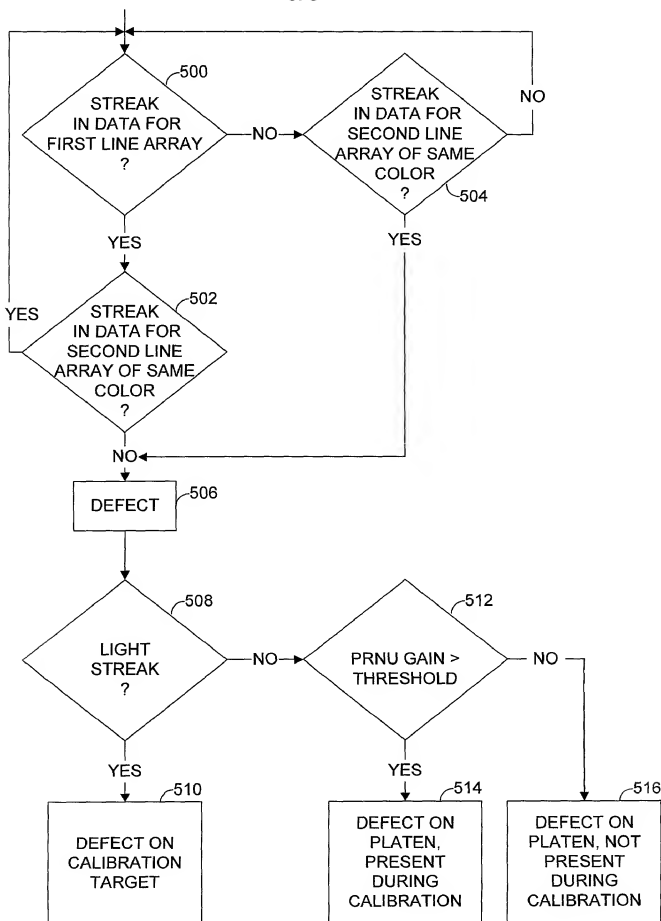 500
STREAK
IN DATA FOR
FIRST LINE ARRAY
?
NO
STREAK
IN DATA FOR
SECOND LINE
ARRAY OF SAME
COLOR
?
504
NO
YES
YES
YES
502
STREAK
IN DATA FOR
SECOND LINE
ARRAY OF SAME
COLOR
?
NO
DEFECT
506
508
LIGHT
STREAK
?
NO
512
PRNU GAIN >
THRESHOLD
NO
YES
YES
510
DEFECT ON
CALIBRATION
TARGET
514
DEFECT ON
PLATEN,
PRESENT
DURING
CALIBRATION
516
DEFECT ON
PLATEN, NOT
PRESENT
DURING
CALIBRATION